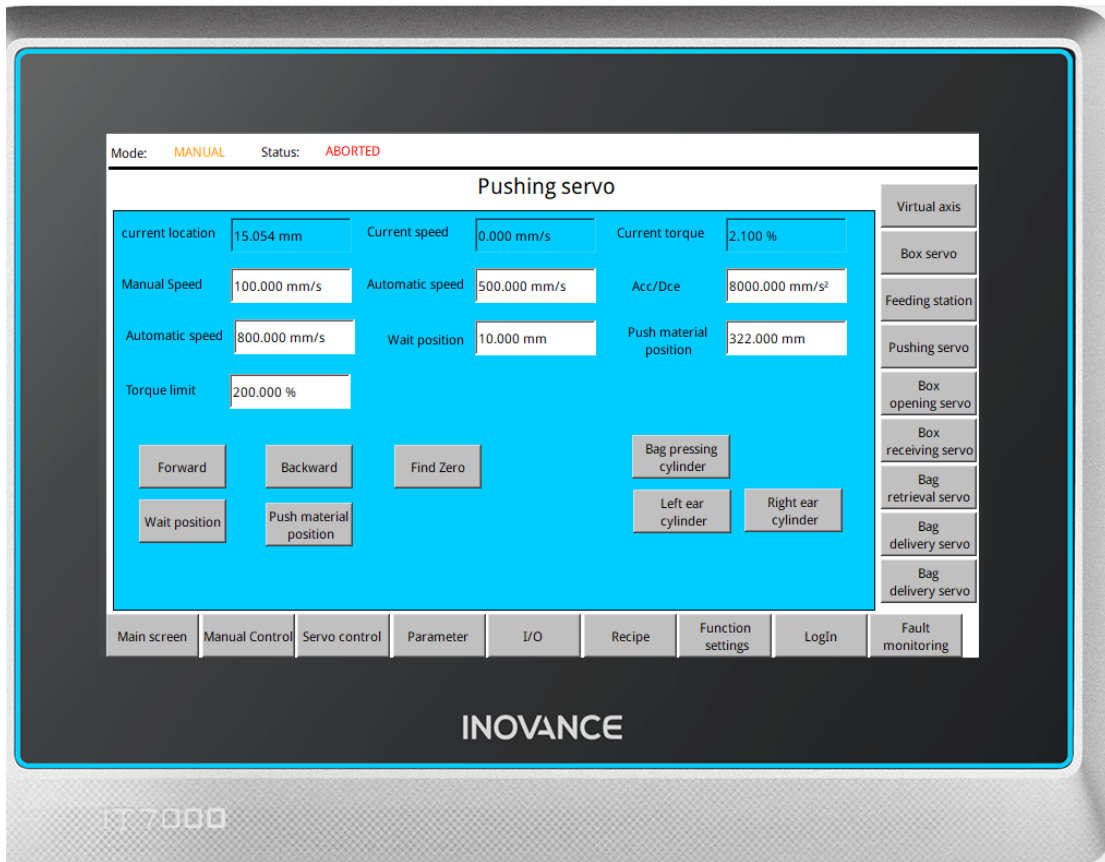 Mode: MANUAL Status: ABORTED
Pushing servo
current location 15.054 mm Current speed 0.000 mm/s Current torque 2.100 %
Manual Speed 100.000 mm/s Automatic speed 500.000 mm/s Acc/Dce 8000.000 mm/s²
Automatic speed 800.000 mm/s Wait position 10.000 mm Push material
position 322.000 mm
Torque limit 200.000 %
Forward Backward Find Zero
Bag pressing
cylinder
Wait position
Push material
position
Left ear
cylinder
Right ear
cylinder
Virtual axis
Box servo
Feeding station
Pushing servo
Box
opening servo
Box
receiving servo
Bag
retrieval servo
Bag
delivery servo
Bag
delivery servo
Main screen Manual Control Servo control Parameter I/O Recipe Function
settings LogIn Fault
monitoring
INOVANCE
IT 7000